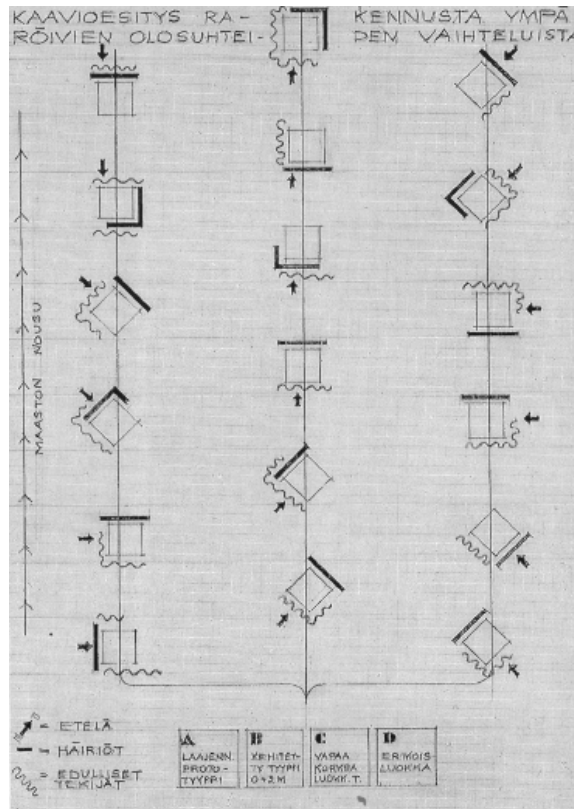 KAAVIOESITYS RA-
KENNUSTA YMPÄ
RÖIVIEN OLOSUHTEI-
DEN VAIHTELUISTA
MAASTON NOUSU
= ETELÄ
= HÄIRIÖT
= EDULLISET
TEKIJÄT
A
LAAJENN.
PROTO-
TYYPPI
B
KEHITET-
TY TYYPPI
C
VAPAA
KORKEA
LUOKK.T.
D
ERIKOIS
LUOKKA